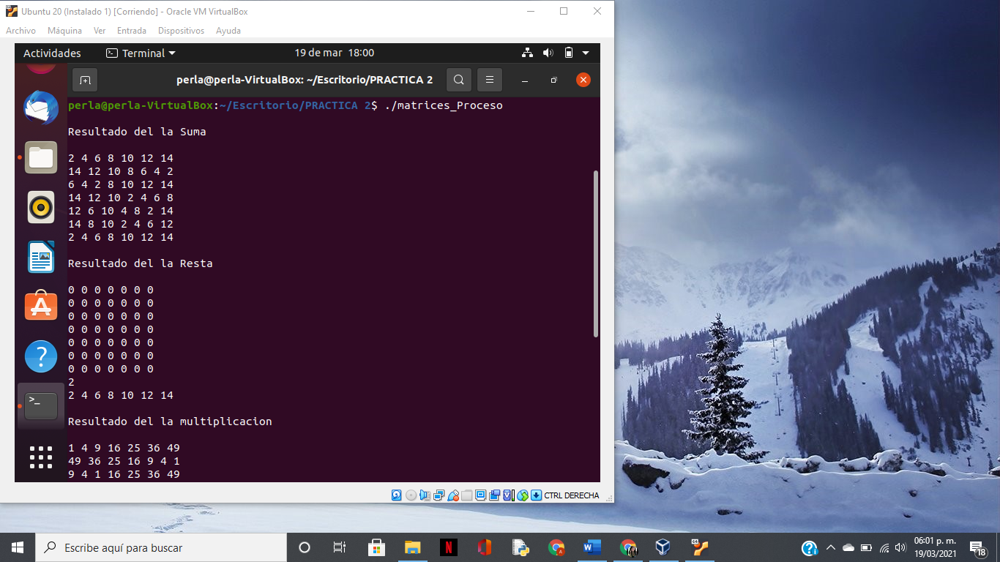 Ubuntu 20 (Instalado 1) [Corriendo] - Oracle VM VirtualBox
Archivo Máquina Ver Entrada Dispositivos Ayuda
Actividades Terminal 19 de mar 18:00
perla@perla-VirtualBox: ~/Escritorio/PRACTICA 2
perla@perla-VirtualBox:~/Escritorio/PRACTICA 2$ ./matrices_Proceso
Resultado del la Suma
2 4 6 8 10 12 14
14 12 10 8 6 4 2
6 4 2 8 10 12 14
14 12 10 2 4 6 8
12 6 10 4 8 2 14
14 8 10 2 4 6 12
2 4 6 8 10 12 14
Resultado del la Resta
0 0 0 0 0 0 0
0 0 0 0 0 0 0
0 0 0 0 0 0 0
0 0 0 0 0 0 0
0 0 0 0 0 0 0
0 0 0 0 0 0 0
0 0 0 0 0 0 0
2
2 4 6 8 10 12 14
Resultado del la multiplicacion
1 4 9 16 25 36 49
49 36 25 16 9 4 1
9 4 1 16 25 36 49
CTRL DERECHA
Escribe aquí para buscar
06:01 p. m.
19/03/2021
18